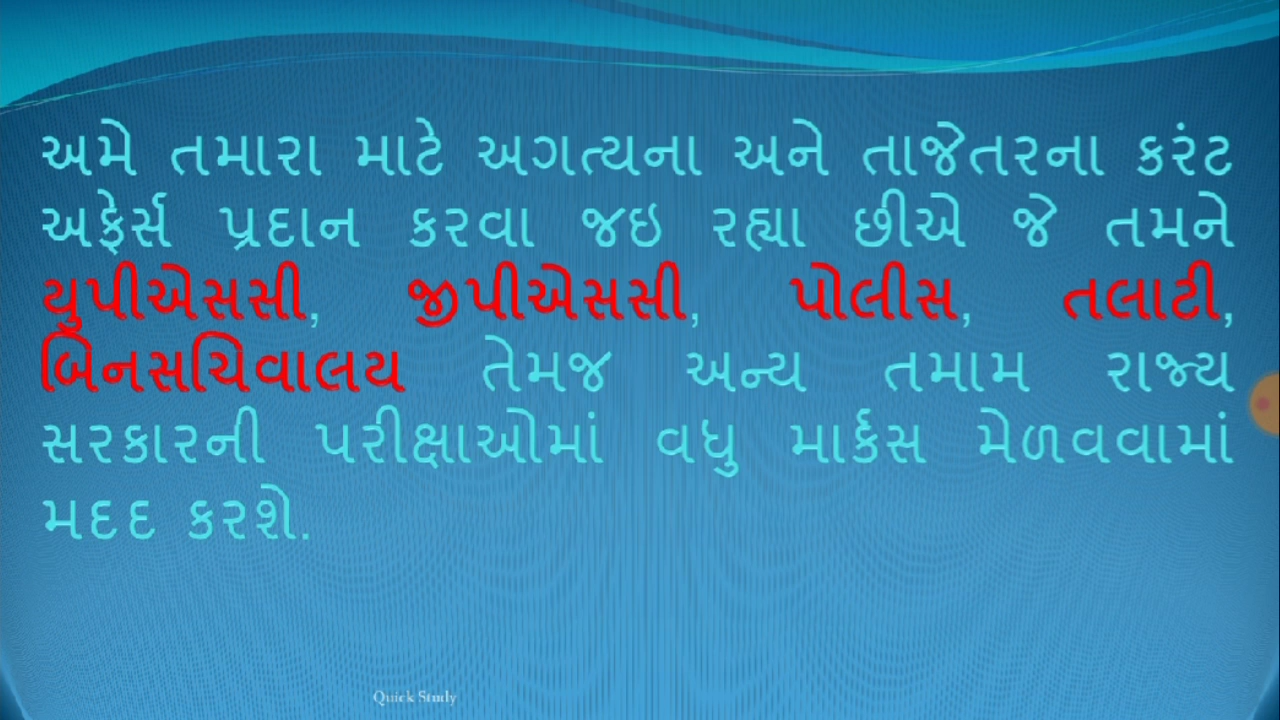 અમે તમારા માટે અગત્યના અને તાજેતરના કરંટ
અફેર્સ પ્રદાન કરવા જઇ રહ્યા છીએ જે તમને
યુપીએસસી, જીપીએસસી, પોલીસ, તલાટી,
બિનસચિવાલય તેમજ અન્ય તમામ રાજ્ય
સરકારની પરીક્ષાઓમાં વધુ માર્કસ મેળવવામાં
મદદ કરશે.
Quick Study